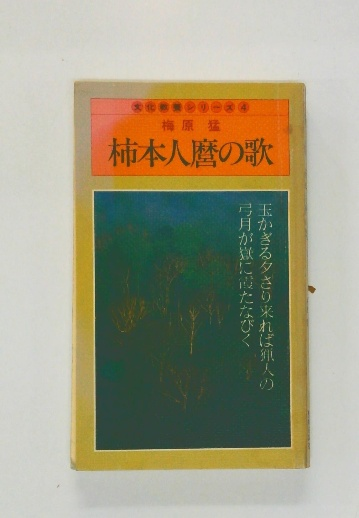 文化教養シリーズ④
梅原 猛
柿本人麿の歌
玉かぎる夕さり来れば猟人の
弓月が嶽に霞たなびく